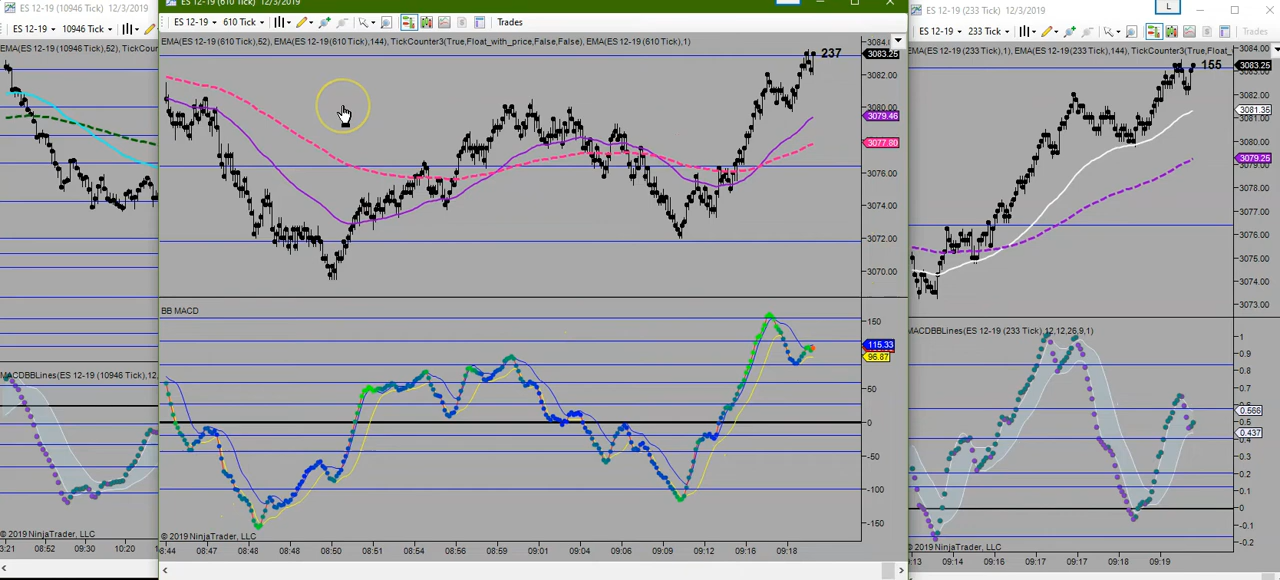 12/3/2019
ES 12-19 10946 Tick
EMA(ES 12-19 (10946 Tick),52), TickCou
MACDBBLines(ES 12-19 (10946 Tick),12,
© 2019 NinjaTrader, LLC
3:21 08:52 09:30 10:20
ES 12-19 (610 Tick) 12/3/2019
ES 12-19 610 Tick Trades
EMA(ES 12-19 (610 Tick),52), EMA(ES 12-19 (610 Tick),144), TickCounter3(True,Float_with_price,False,False), EMA(ES 12-19 (610 Tick),1)
237
3084.
3083.25
3082.00
3080.00
3079.46
3077.80
3076.00
3074.00
3072.00
3070.00
BB MACD
150
115.33
96.87
50
0
-50
-100
-150
© 2019 NinjaTrader, LLC
08:44 08:47 08:48 08:48 08:50 08:51 08:54 08:56 08:59 09:01 09:04 09:06 09:09 09:12 09:16 09:18
ES 12-19 (233 Tick) 12/3/2019
L
ES 12-19 233 Tick
EMA(ES 12-19 (233 Tick),1), EMA(ES 12-19 (233 Tick),144), TickCounter3(True,Float_
155
3084.00
3083.25
3082.00
3081.35
3081.00
3080.00
3079.25
3078.00
3077.00
3076.00
3075.00
3074.00
3073.00
MACDBBLines(ES 12-19 (233 Tick),12,12,26,9,1)
1
0.9
0.8
0.7
0.566
0.437
0.4
0.3
0.2
0.1
0
-0.1
-0.2
© 2019 NinjaTrader, LLC
9:13 09:14 09:16 09:17 09:17 09:18 09:19